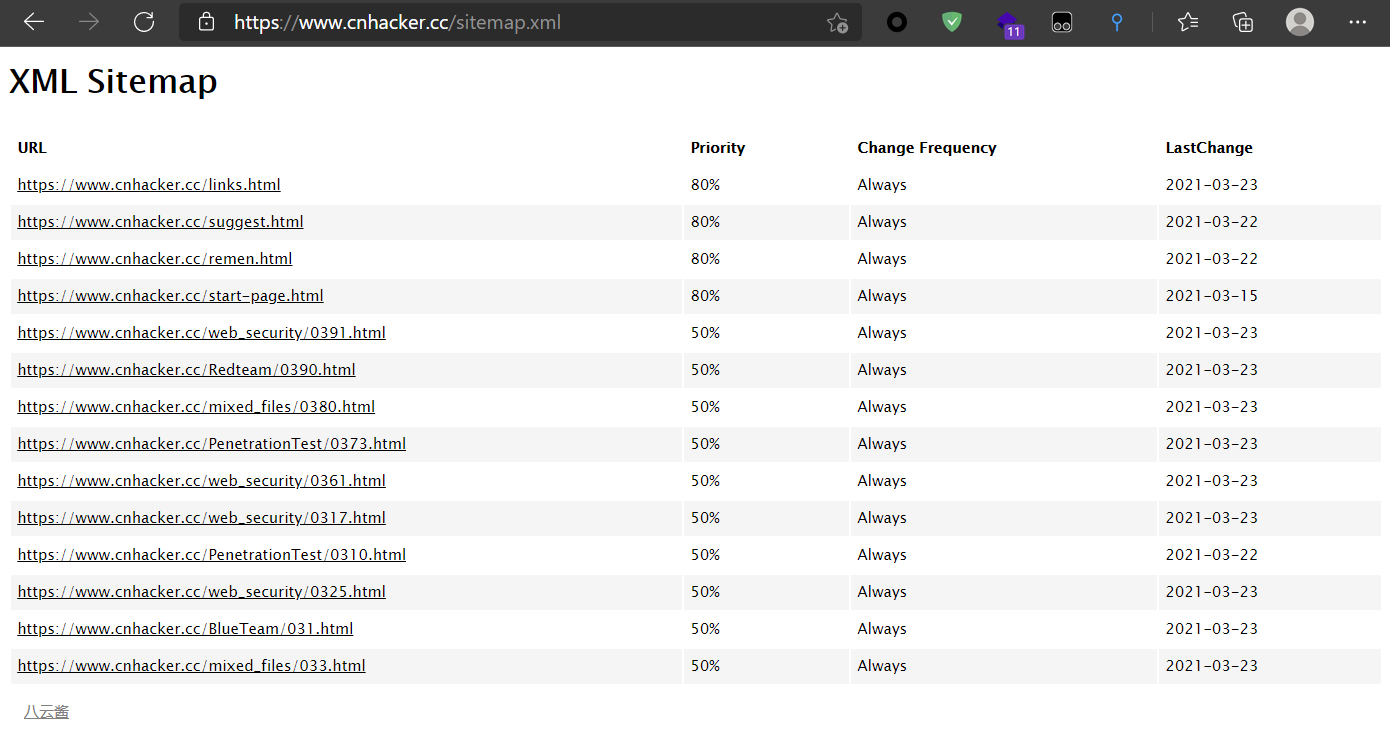 https://www.cnhacker.cc/sitemap.xml
11
XML Sitemap
URL Priority Change Frequency LastChange
https://www.cnhacker.cc/links.html 80% Always 2021-03-23
https://www.cnhacker.cc/suggest.html 80% Always 2021-03-22
https://www.cnhacker.cc/remen.html 80% Always 2021-03-22
https://www.cnhacker.cc/start-page.html 80% Always 2021-03-15
https://www.cnhacker.cc/web_security/0391.html 50% Always 2021-03-23
https://www.cnhacker.cc/Redteam/0390.html 50% Always 2021-03-23
https://www.cnhacker.cc/mixed_files/0380.html 50% Always 2021-03-23
https://www.cnhacker.cc/PenetrationTest/0373.html 50% Always 2021-03-23
https://www.cnhacker.cc/web_security/0361.html 50% Always 2021-03-23
https://www.cnhacker.cc/web_security/0317.html 50% Always 2021-03-23
https://www.cnhacker.cc/PenetrationTest/0310.html 50% Always 2021-03-22
https://www.cnhacker.cc/web_security/0325.html 50% Always 2021-03-23
https://www.cnhacker.cc/BlueTeam/031.html 50% Always 2021-03-23
https://www.cnhacker.cc/mixed_files/033.html 50% Always 2021-03-23
八云酱